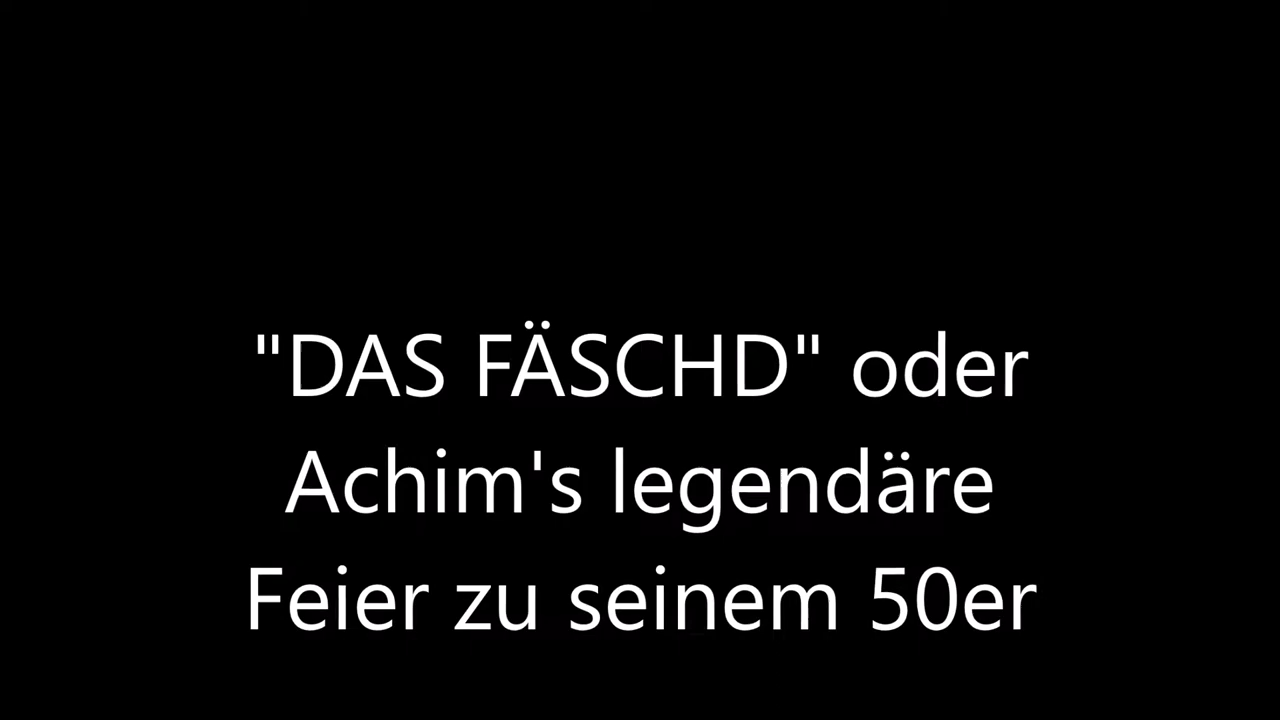 "DAS FÄSCHD" oder
Achim's legendäre
Feier zu seinem 50er